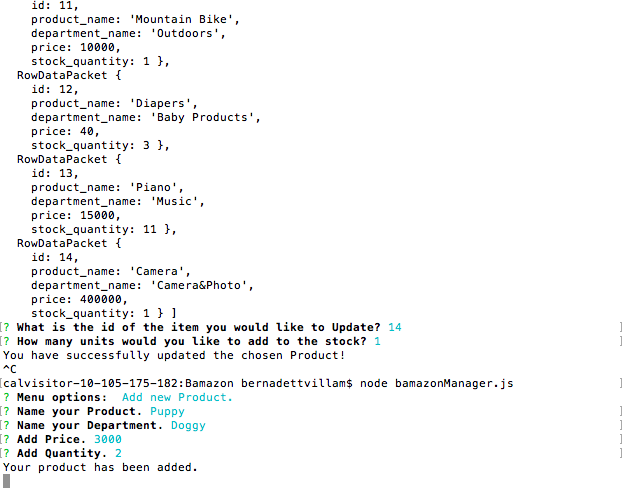 id: 11,
product_name: 'Mountain Bike',
department_name: 'Outdoors',
price: 10000,
stock_quantity: 1 },
RowDataPacket {
id: 12,
product_name: 'Diapers',
department_name: 'Baby Products',
price: 40,
stock_quantity: 3 },
RowDataPacket {
id: 13,
product_name: 'Piano',
department_name: 'Music',
price: 15000,
stock_quantity: 11 },
RowDataPacket {
id: 14,
product_name: 'Camera',
department_name: 'Camera&Photo',
price: 400000,
stock_quantity: 1 } ]
[? What is the id of the item you would like to Update? 14 ]
[? How many units would you like to add to the stock? 1 ]
You have successfully updated the chosen Product!
^C
[calvisitor-10-105-175-182:Bamazon bernadettvillam$ node bamazonManager.js ]
? Menu options: Add new Product.
[? Name your Product. Puppy ]
[? Name your Department. Doggy ]
[? Add Price. 3000 ]
[? Add Quantity. 2 ]
Your product has been added.